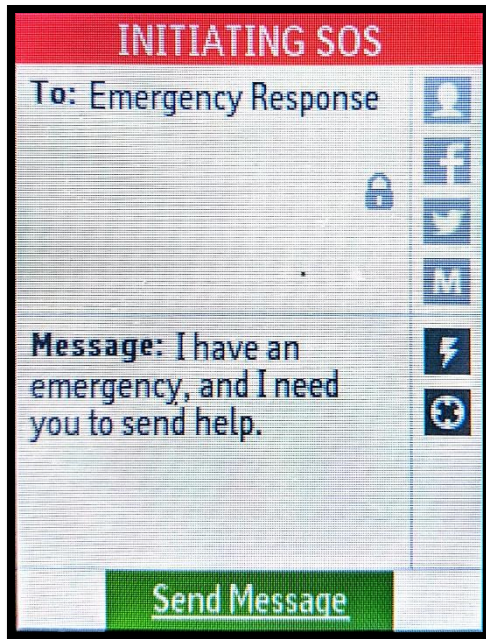 INITIATING SOS
To: Emergency Response
M
Message: I have an
emergency, and I need
you to send help.
Send Message